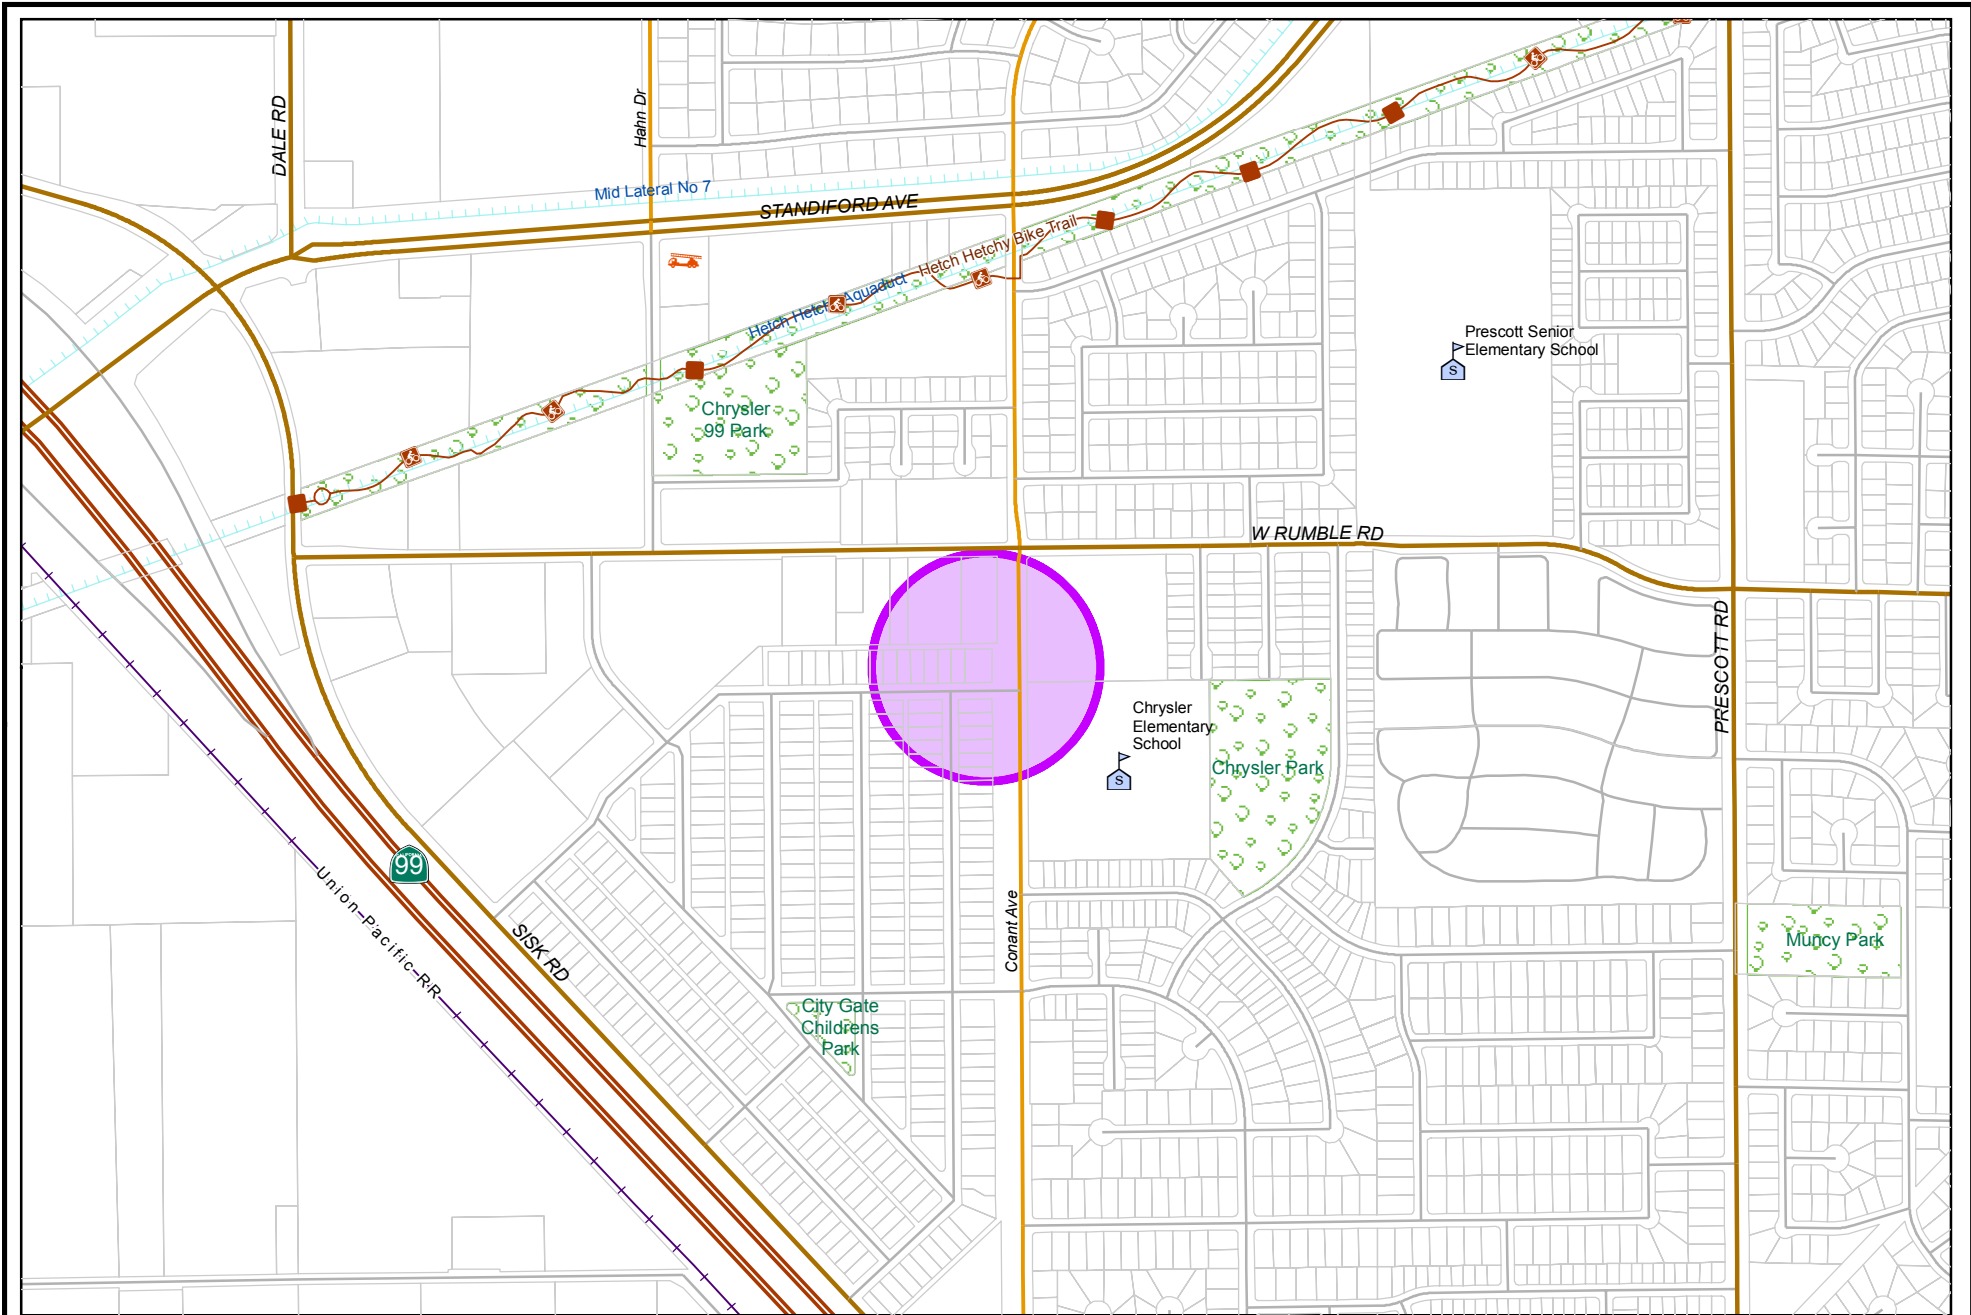 DALE RD
Hahn Dr
Mid Lateral No 7
STANDIFORD AVE
Hetch Hetchy Bike Trail
Hetch Hetchy Aquaduct
Prescott Senior
Elementary School
S
Chrysler
99 Park
W RUMBLE RD
PRESCOTT RD
Chrysler
Elementary
School
S
Chrysler Park
99
Union Pacific RR
SISK RD
Conant Ave
Muncy Park
City Gate
Childrens
Park